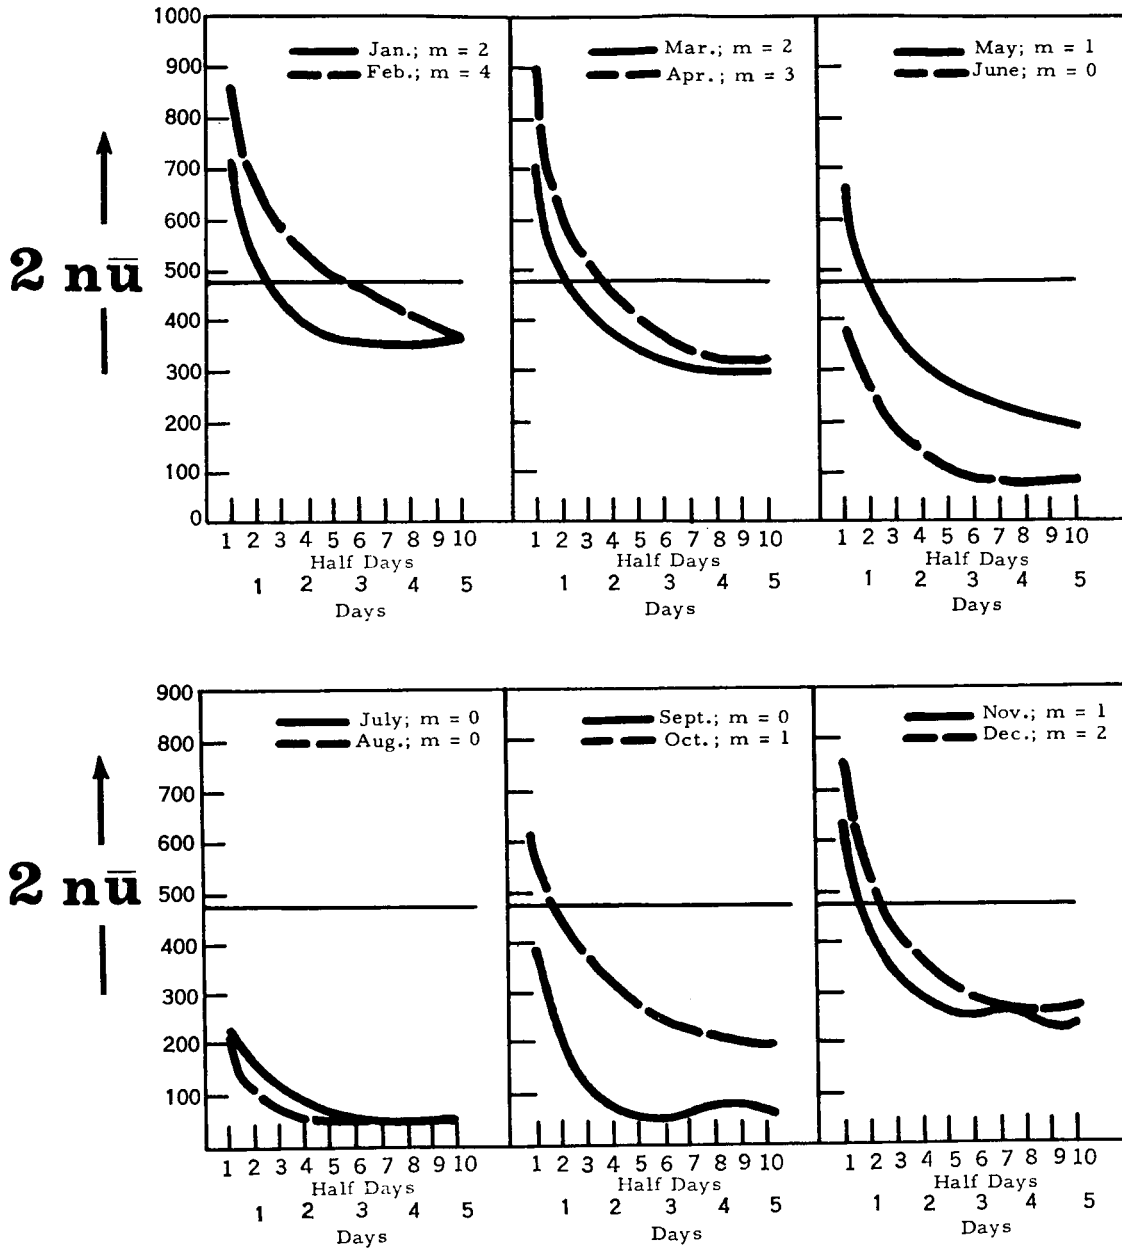 1000
900
800
700
600
500
400
300
200
100
0
2 nū
Jan.; m = 2
Feb.; m = 4
Mar.; m = 2
Apr.; m = 3
May; m = 1
June; m = 0
1 2 3 4 5 6 7 8 9 10
Half Days
1 2 3 4 5
Days
1 2 3 4 5 6 7 8 9 10
Half Days
1 2 3 4 5
Days
1 2 3 4 5 6 7 8 9 10
Half Days
1 2 3 4 5
Days
900
800
700
600
500
400
300
200
100
2 nū
July; m = 0
Aug.; m = 0
Sept.; m = 0
Oct.; m = 1
Nov.; m = 1
Dec.; m = 2
1 2 3 4 5 6 7 8 9 10
Half Days
1 2 3 4 5
Days
1 2 3 4 5 6 7 8 9 10
Half Days
1 2 3 4 5
Days
1 2 3 4 5 6 7 8 9 10
Half Days
1 2 3 4 5
Days